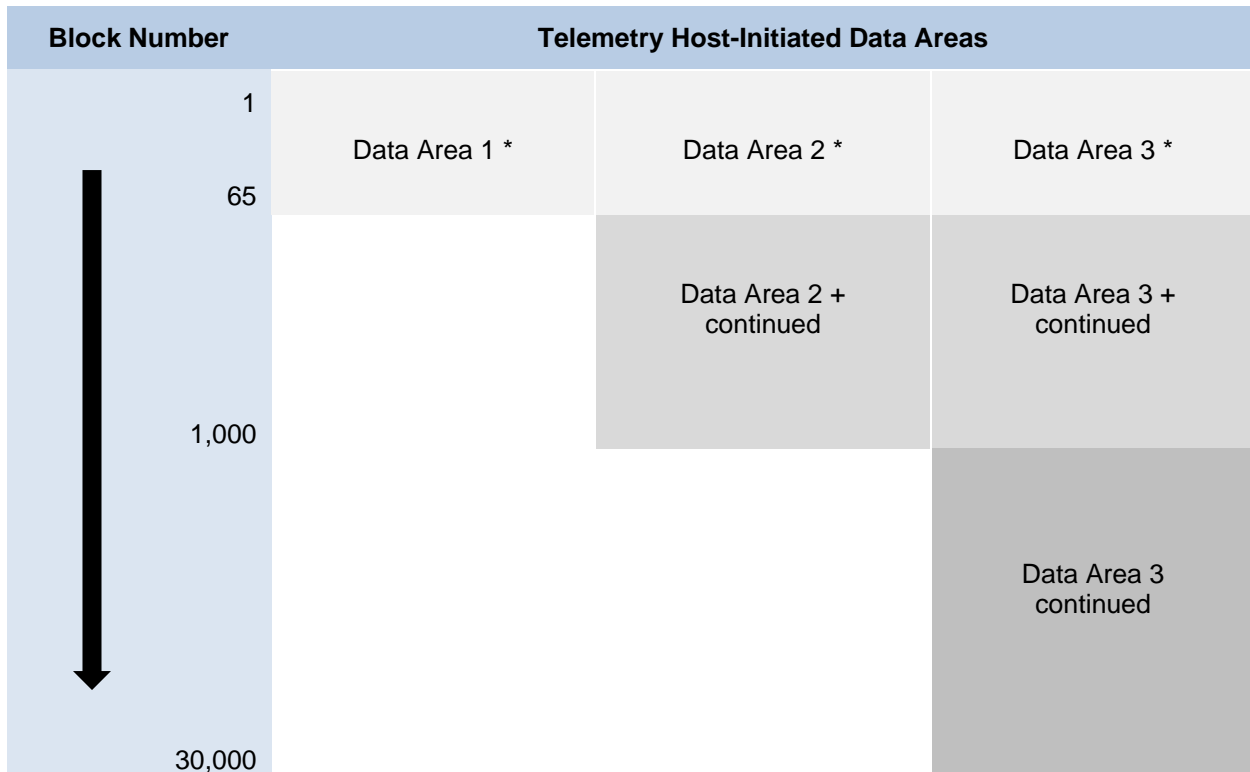 Block Number
Telemetry Host-Initiated Data Areas
1
Data Area 1 *
Data Area 2 *
Data Area 3 *
65
Data Area 2 +
continued
Data Area 3 +
continued
1,000
Data Area 3
continued
30,000